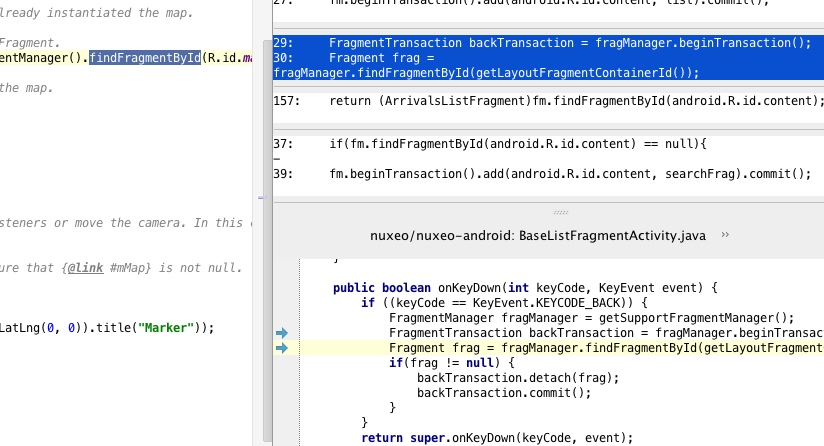 lready instantiated the map.
Fragment.
entManager().findFragmentById(R.id.ma
the map.
steners or move the camera. In this
ure that {@link #mMap} is not null.
LatLng(0, 0)).title("Marker"));
27: fm.beginTransaction().add(android.R.id.content, list).commit();
29: FragmentTransaction backTransaction = fragManager.beginTransaction();
30: Fragment frag =
fragManager.findFragmentById(getLayoutFragmentContainerId());
157: return (ArrivalsListFragment)fm.findFragmentById(android.R.id.content);
37: if(fm.findFragmentById(android.R.id.content) == null){
–
39: fm.beginTransaction().add(android.R.id.content, searchFrag).commit();
nuxeo/nuxeo-android: BaseListFragmentActivity.java »
}
public boolean onKeyDown(int keyCode, KeyEvent event) {
if ((keyCode == KeyEvent.KEYCODE_BACK)) {
FragmentManager fragManager = getSupportFragmentManager();
FragmentTransaction backTransaction = fragManager.beginTransac
Fragment frag = fragManager.findFragmentById(getLayoutFragment
if(frag != null) {
backTransaction.detach(frag);
backTransaction.commit();
}
}
return super.onKeyDown(keyCode, event);